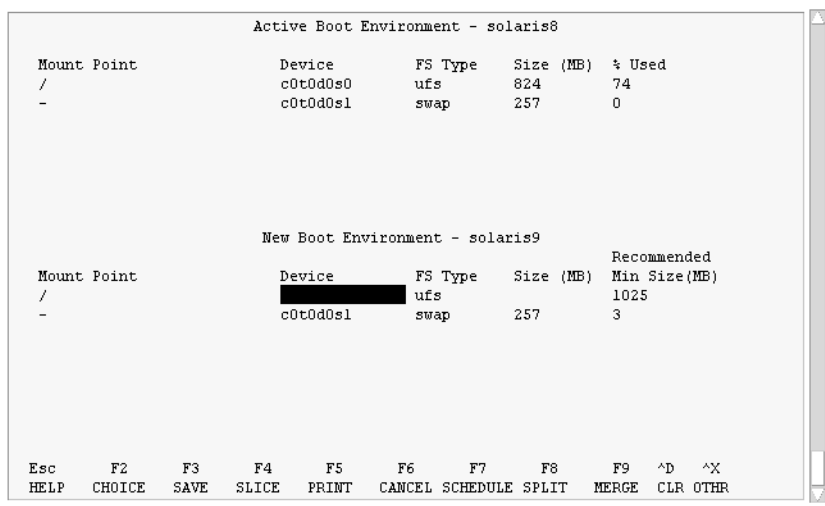 Active Boot Environment - solaris8
Mount Point Device FS Type Size (MB) % Used
/ c0t0d0s0 ufs 824 74
- c0t0d0s1 swap 257 0
New Boot Environment - solaris9
Recommended
Mount Point Device FS Type Size (MB) Min Size(MB)
/ ufs 1025
- c0t0d0s1 swap 257 3
Esc F2 F3 F4 F5 F6 F7 F8 F9 ^D ^X
HELP CHOICE SAVE SLICE PRINT CANCEL SCHEDULE SPLIT MERGE CLR OTHR